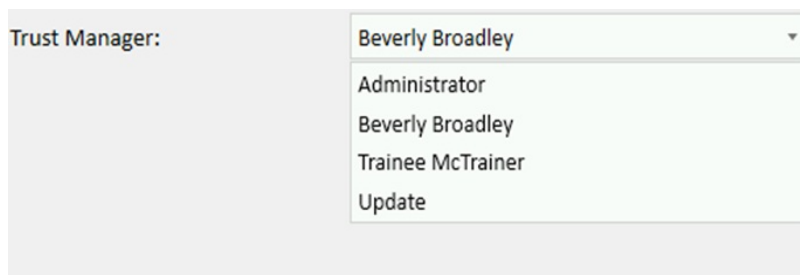 Trust Manager: Beverly Broadley
Administrator
Beverly Broadley
Trainee McTrainer
Update